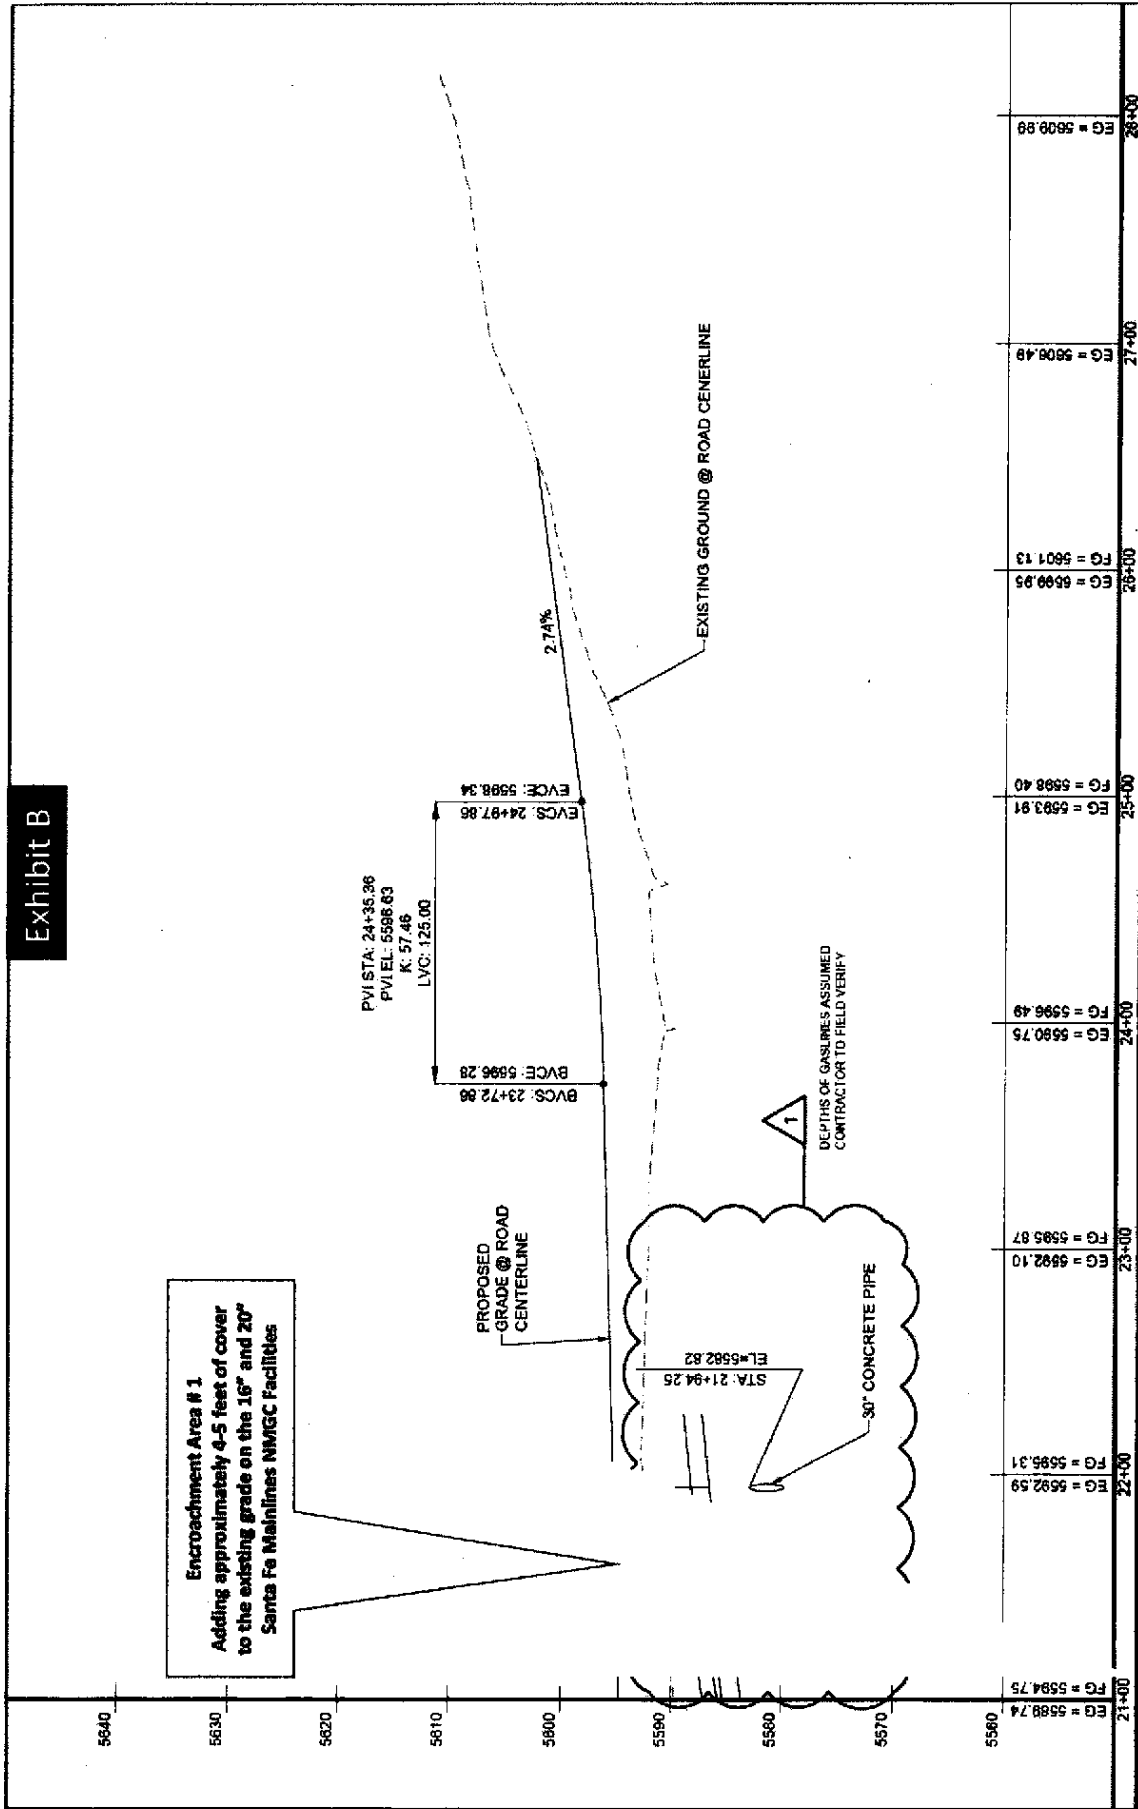 Exhibit B
Encroachment Area # 1
Adding approximately 4-5 feet of cover
to the existing grade on the 16" and 20"
Santa Fe Mainlines NMGC Facilities
PVI STA: 24+35.36
PVI EL: 5596.63
K: 57.46
LVC: 125.00
BVCS: 23+72.86
BVCE: 5596.28
EVCS: 24+97.86
EVCE: 5598.34
2.74%
PROPOSED
GRADE @ ROAD
CENTERLINE
EXISTING GROUND @ ROAD CENERLINE
STA: 21+94.25
EL=5582.82
30" CONCRETE PIPE
1
DEPTHS OF GASLINES ASSUMED
CONTRACTOR TO FIELD VERIFY
5640
5630
5620
5610
5600
5590
5580
5570
5560
EG = 5589.74
FG = 5594.75
21+00
EG = 5592.59
FG = 5595.31
22+00
EG = 5592.10
FG = 5595.87
23+00
EG = 5590.75
FG = 5596.49
24+00
EG = 5593.91
FG = 5598.40
25+00
EG = 5599.95
FG = 5601.13
26+00
EG = 5606.49
27+00
EG = 5609.99
28+00